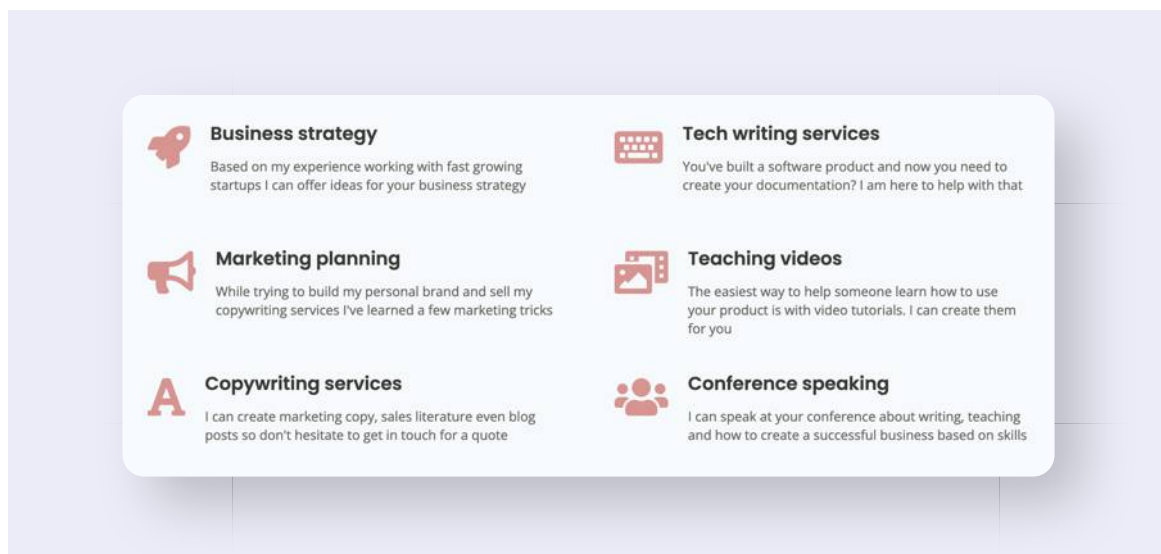 Business strategy
Based on my experience working with fast growing
startups I can offer ideas for your business strategy
Tech writing services
You've built a software product and now you need to
create your documentation? I am here to help with that
Marketing planning
While trying to build my personal brand and sell my
copywriting services I've learned a few marketing tricks
Teaching videos
The easiest way to help someone learn how to use
your product is with video tutorials. I can create them
for you
Copywriting services
I can create marketing copy, sales literature even blog
posts so don't hesitate to get in touch for a quote
Conference speaking
I can speak at your conference about writing, teaching
and how to create a successful business based on skills